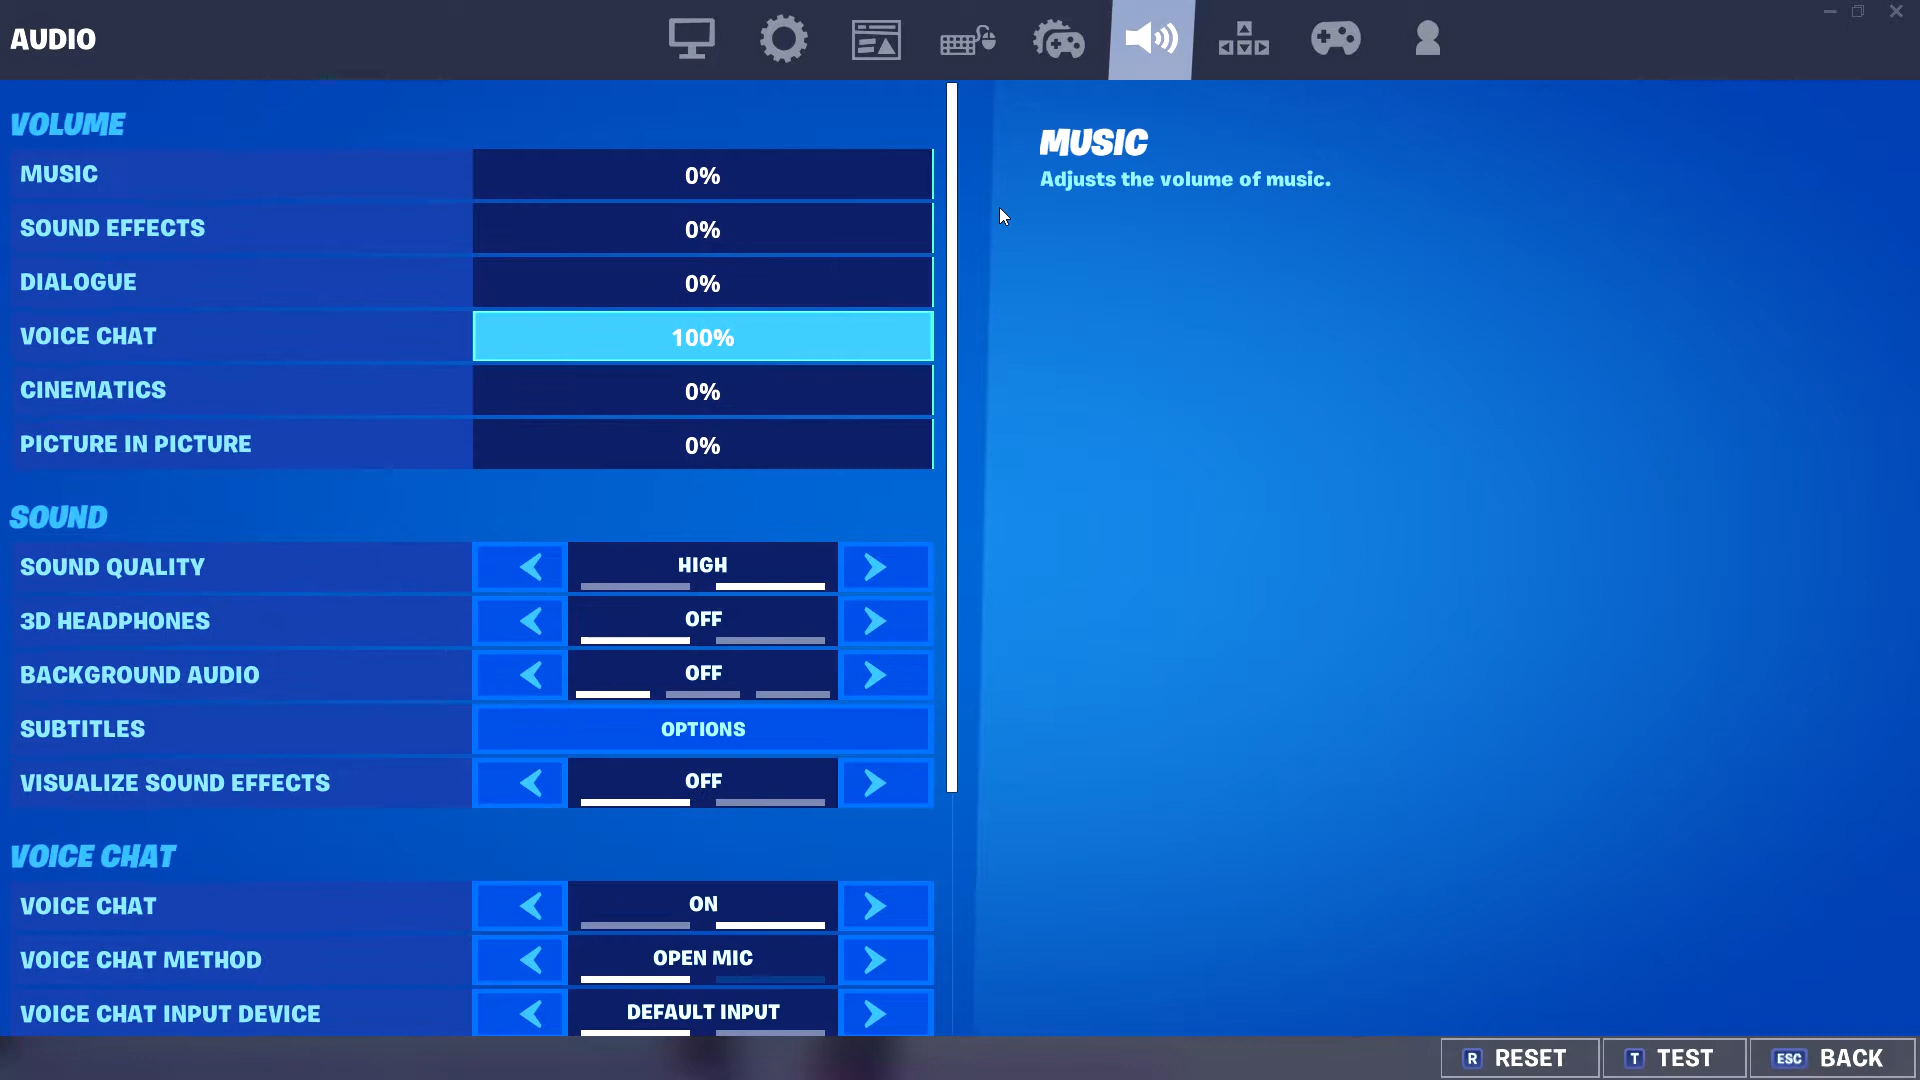 AUDIO
VOLUME
MUSIC 0%
SOUND EFFECTS 0%
DIALOGUE 0%
VOICE CHAT 100%
CINEMATICS 0%
PICTURE IN PICTURE 0%
SOUND
SOUND QUALITY HIGH
3D HEADPHONES OFF
BACKGROUND AUDIO OFF
SUBTITLES OPTIONS
VISUALIZE SOUND EFFECTS OFF
VOICE CHAT
VOICE CHAT ON
VOICE CHAT METHOD OPEN MIC
VOICE CHAT INPUT DEVICE DEFAULT INPUT
MUSIC
Adjusts the volume of music.
R RESET T TEST ESC BACK